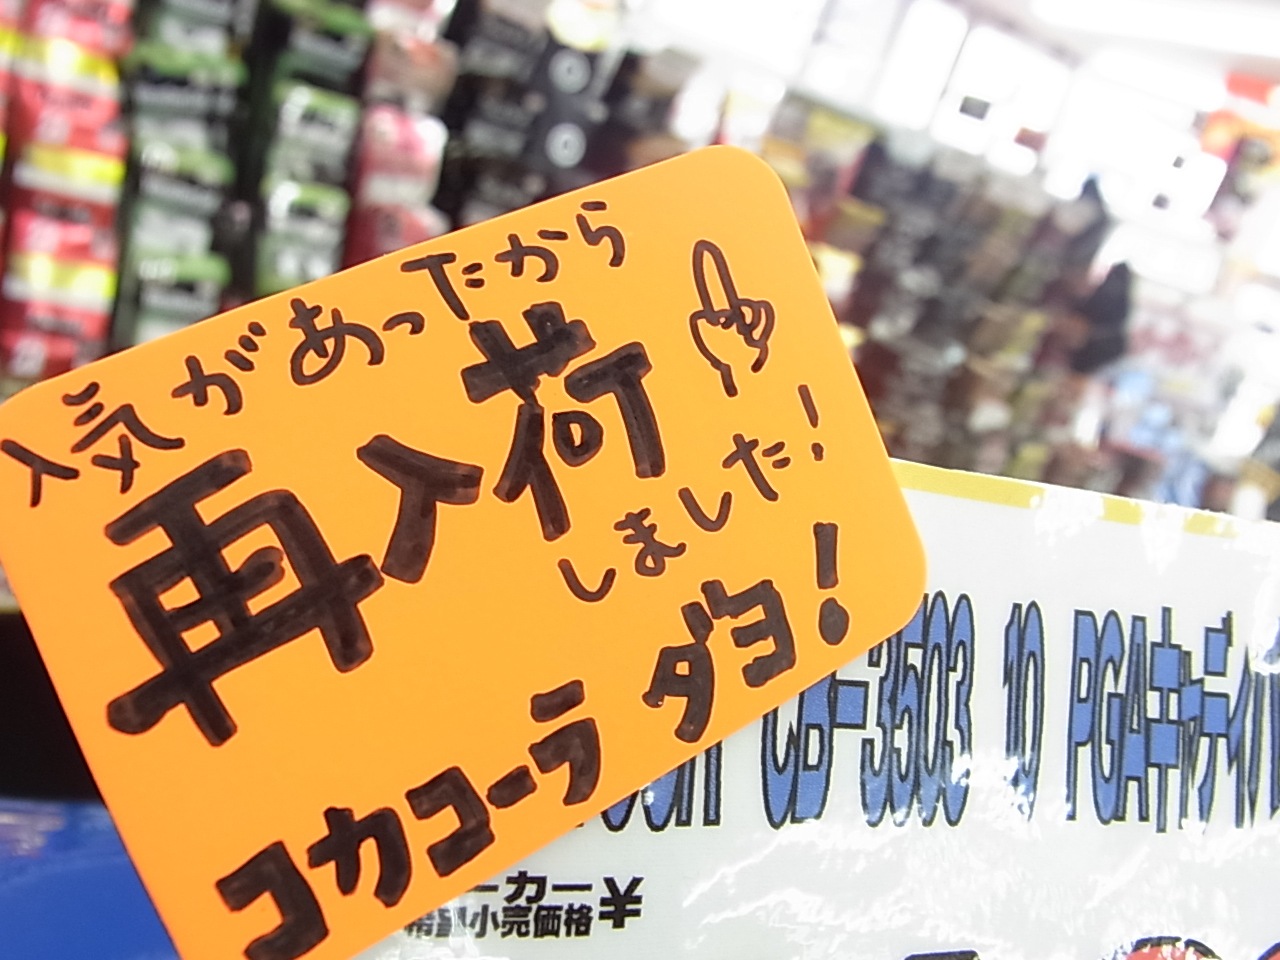 人気があったから
再入荷
しました!
コカコーラダヨ!
CB-3503 10 PGAキャディバ
ーカー
希望小売価格 ¥